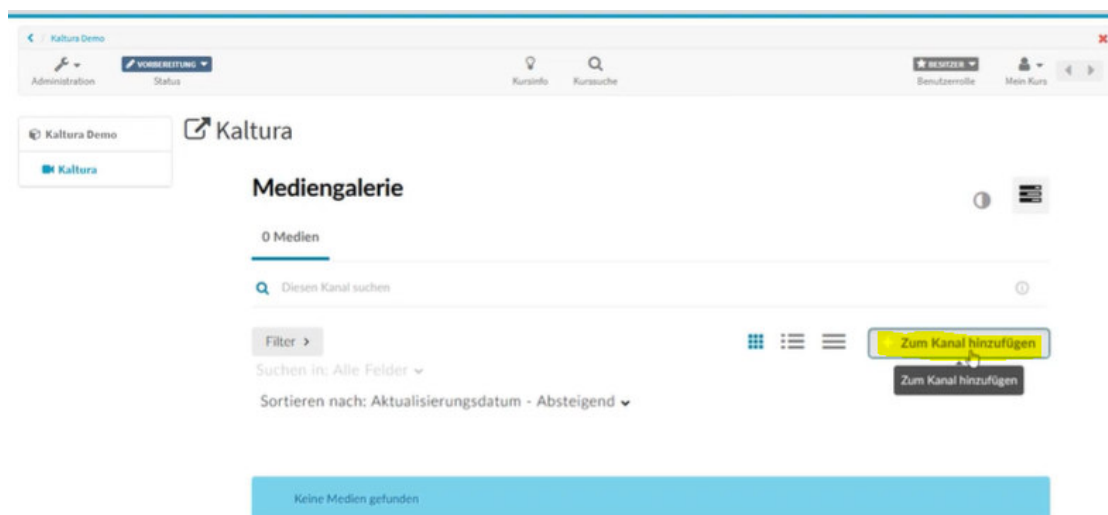 Kaltura Demo
VORBEREITUNG
BESITZER
Administration
Status
Kursinfo
Kurssuche
Benutzerrolle
Mein Kurs
Kaltura Demo
Kaltura
Kaltura
Mediengalerie
0 Medien
Diesen Kanal suchen
Filter >
+ Zum Kanal hinzufügen
Suchen in: Alle Felder
Zum Kanal hinzufügen
Sortieren nach: Aktualisierungsdatum - Absteigend
Keine Medien gefunden